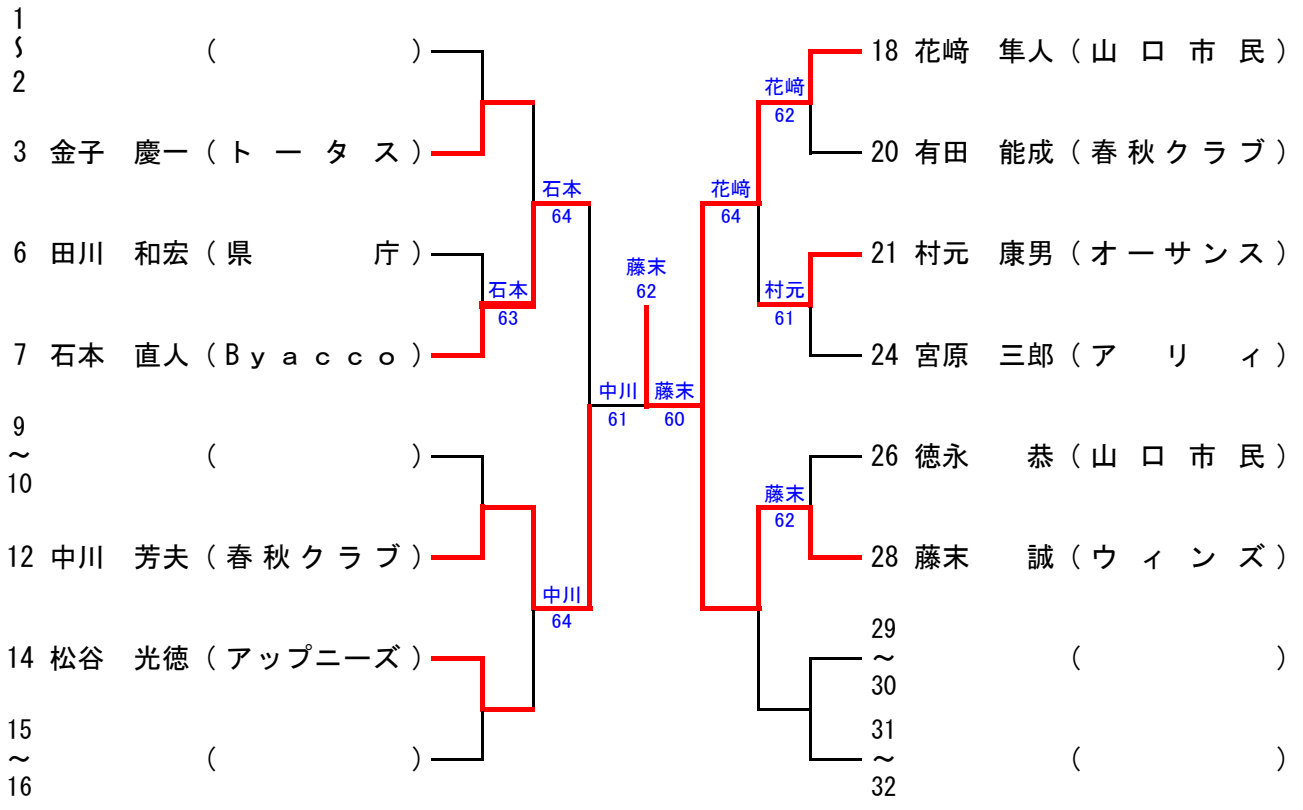 1
~
2
( )
3 金子 慶一 ( トータス )
石本
64
6 田川 和宏 ( 県 庁 )
石本
63
7 石本 直人 ( Byacco )
9
～
10
( )
中川
61
12 中川 芳夫 ( 春秋クラブ )
中川
64
14 松谷 光徳 ( アップニーズ )
15
～
16
( )
藤末
62
18 花﨑 隼人 ( 山口市民 )
花﨑
62
20 有田 能成 ( 春秋クラブ )
花﨑
64
21 村元 康男 ( オーサンス )
村元
61
24 宮原 三郎 ( アリィ )
藤末
60
26 徳永 恭 ( 山口市民 )
藤末
62
28 藤末 誠 ( ウィンズ )
29
～
30
( )
31
～
32
( )